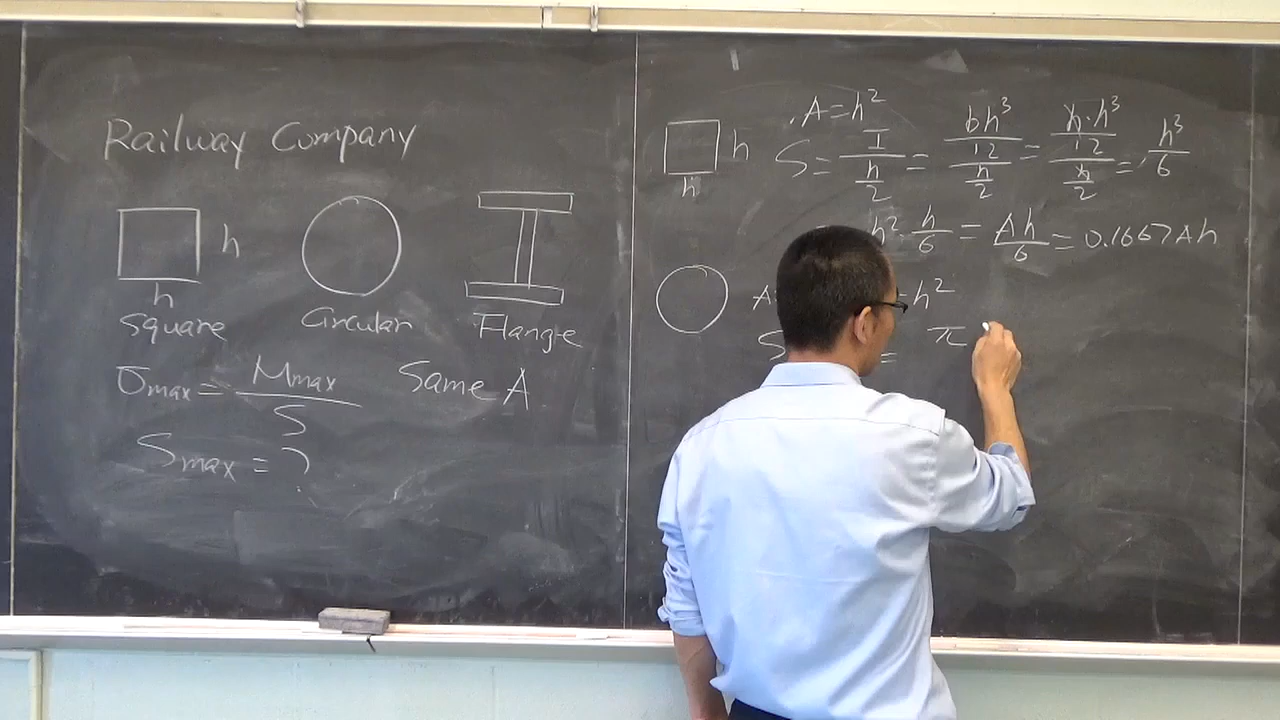 Railway Company
h
h
square
Circular
Flange
σmax = Mmax / S
Same A
Smax = ?
h
h
A = h²
S = I / (h/2) = (bh³/12) / (h/2) = (h·h³/12) / (h/2) = h³/6
h² · h/6 = Ah/6 = 0.1667Ah
A
= h²
S
= π